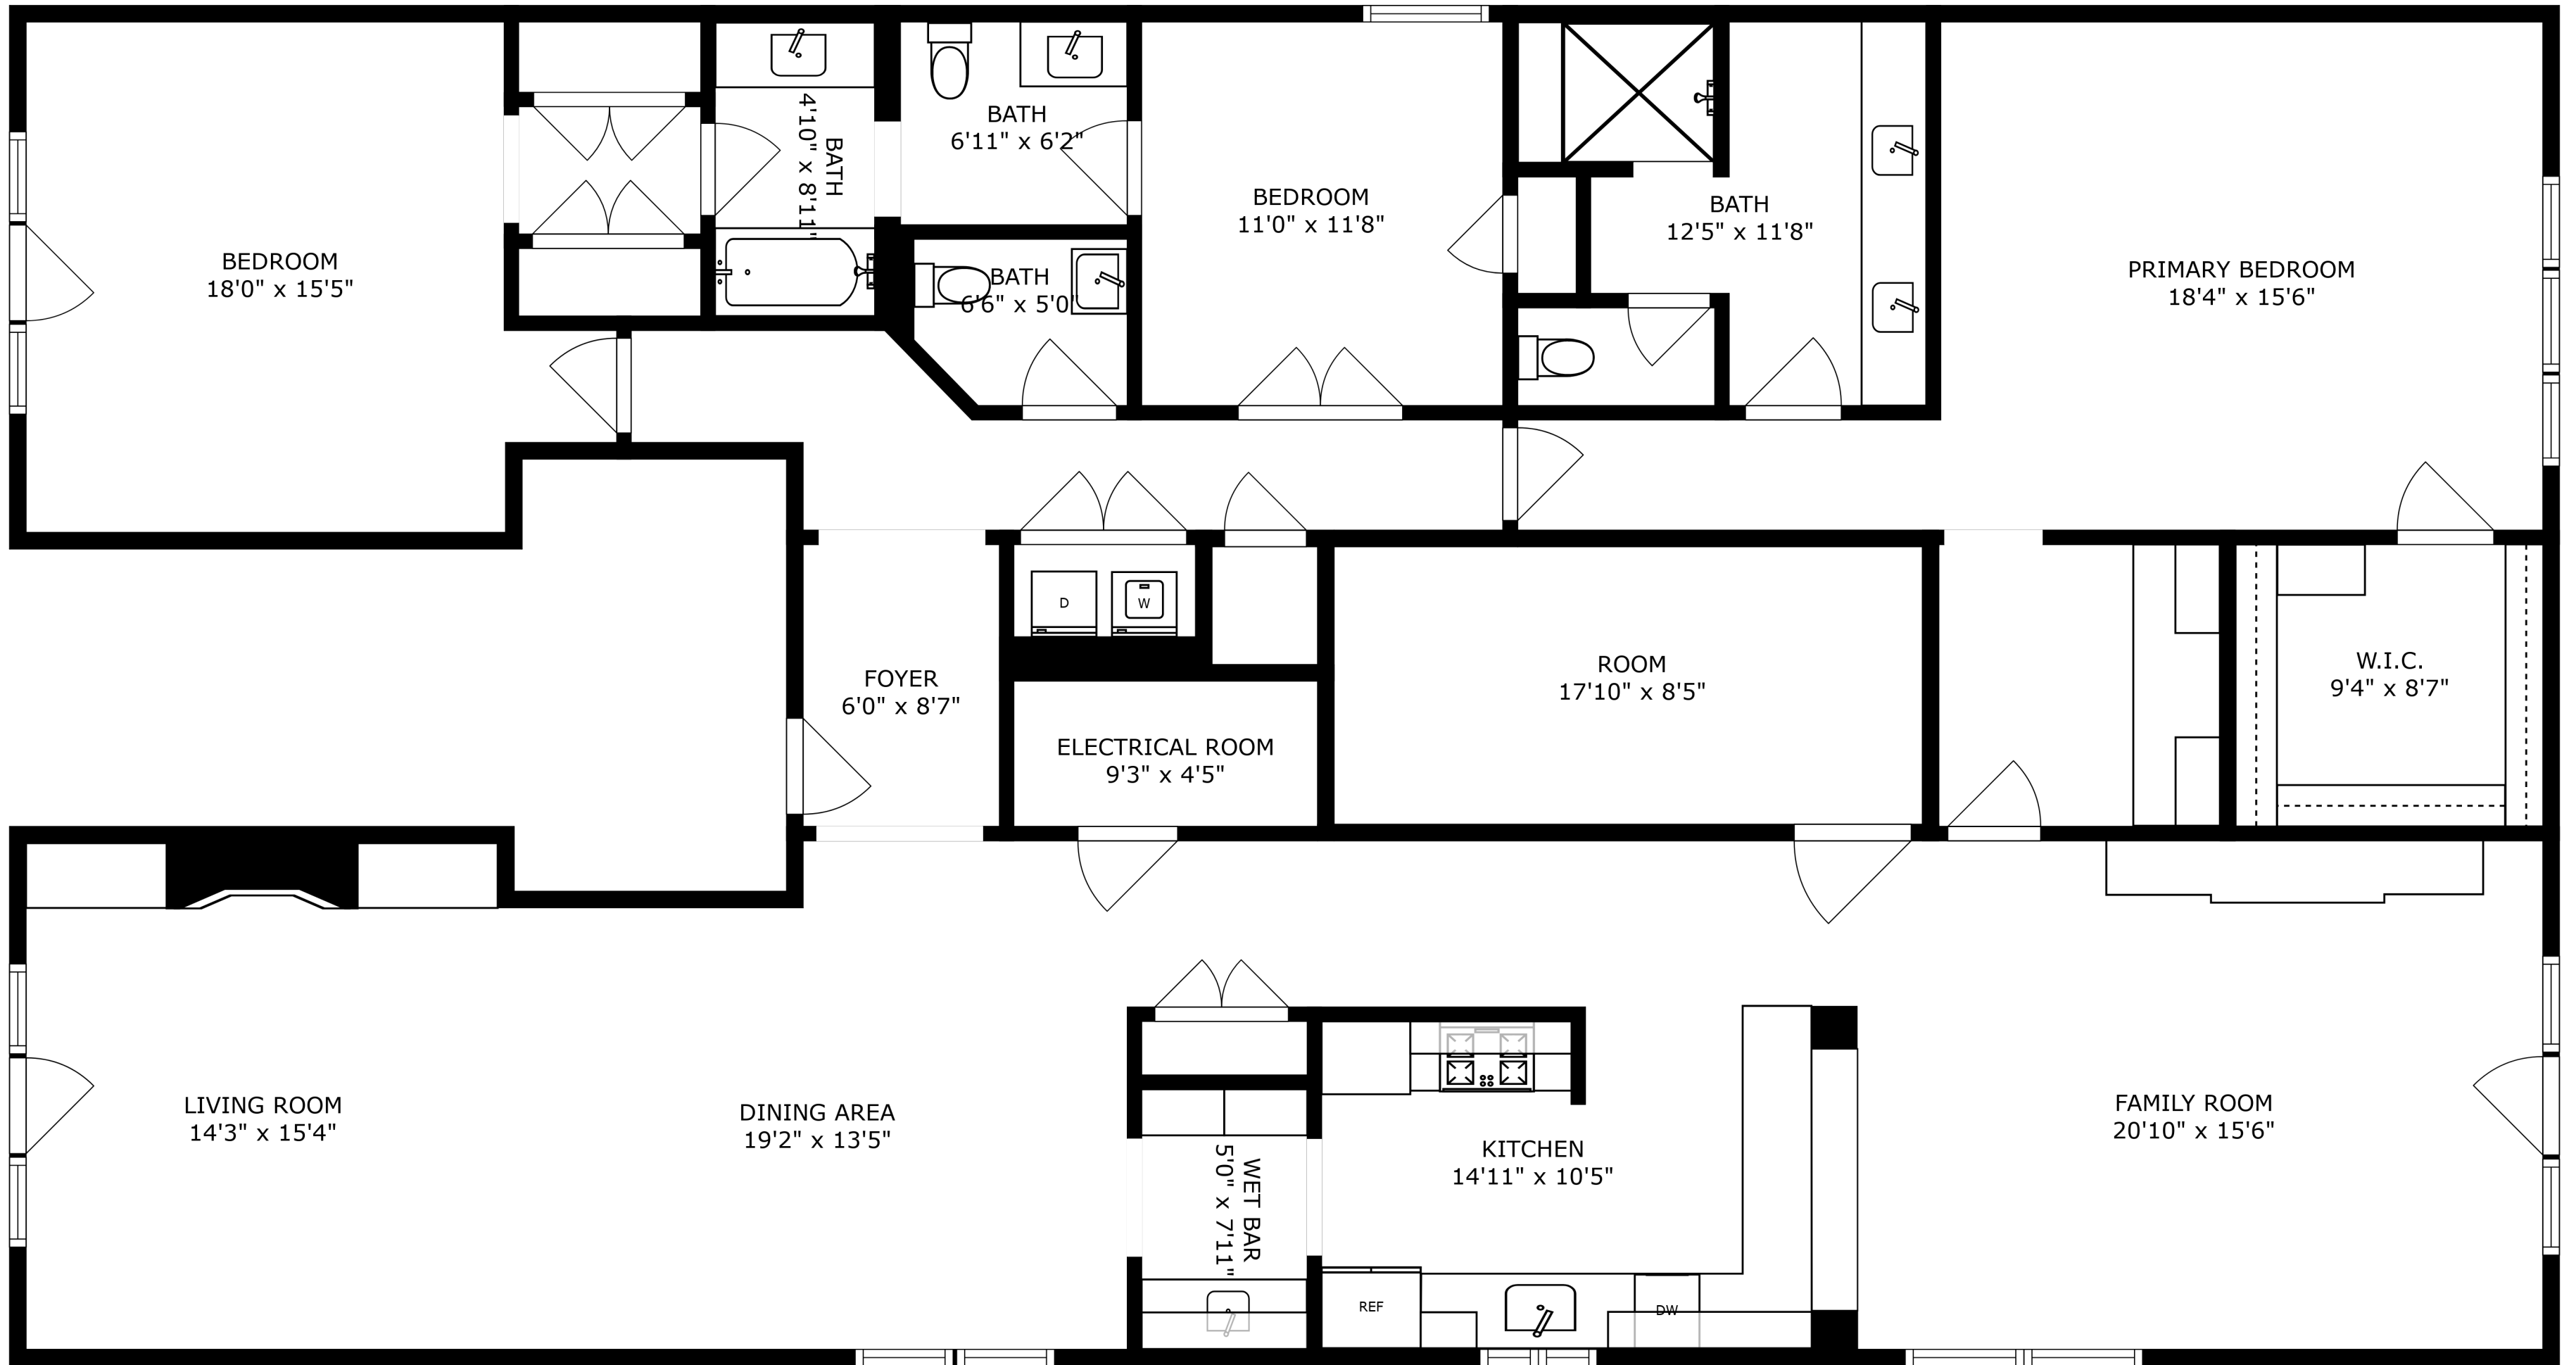 BATH
4'10" x 8'11"
BATH
6'11" x 6'2"
BEDROOM
11'0" x 11'8"
BATH
12'5" x 11'8"
BEDROOM
18'0" x 15'5"
BATH
6'6" x 5'0"
PRIMARY BEDROOM
18'4" x 15'6"
D
W
FOYER
6'0" x 8'7"
ROOM
17'10" x 8'5"
W.I.C.
9'4" x 8'7"
ELECTRICAL ROOM
9'3" x 4'5"
LIVING ROOM
14'3" x 15'4"
DINING AREA
19'2" x 13'5"
WET BAR
5'0" x 7'11"
KITCHEN
14'11" x 10'5"
FAMILY ROOM
20'10" x 15'6"
REF
DW